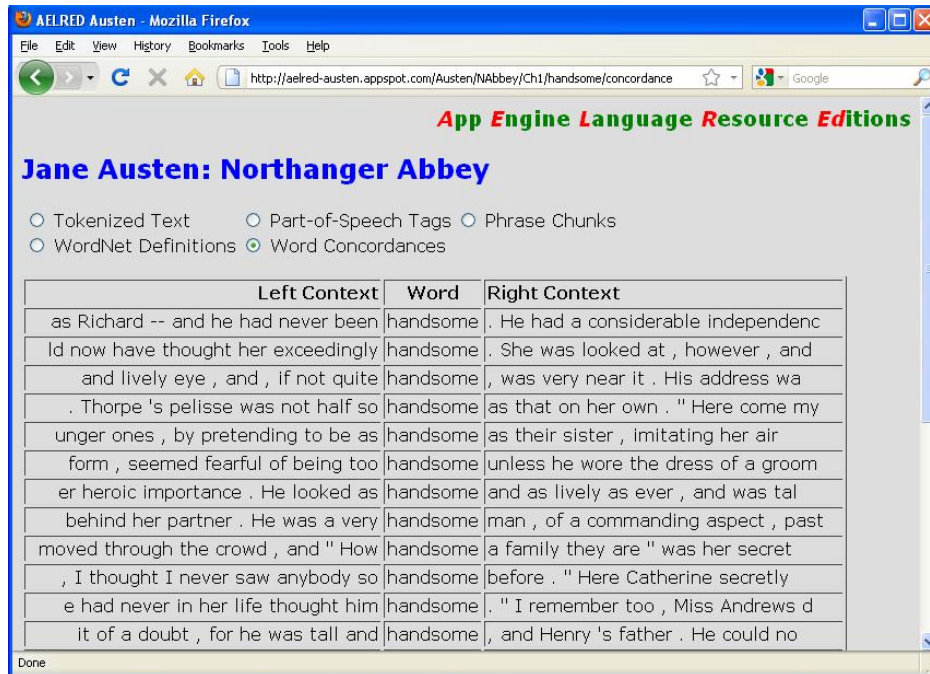 AELRED Austen - Mozilla Firefox
File Edit View History Bookmarks Tools Help
http://aelred-austen.appspot.com/Austen/NAbbey/Ch1/handsome/concordance Google
App Engine Language Resource Editions
Jane Austen: Northanger Abbey
Tokenized Text Part-of-Speech Tags Phrase Chunks
WordNet Definitions Word Concordances
Left Context Word Right Context
as Richard -- and he had never been handsome . He had a considerable independenc
ld now have thought her exceedingly handsome . She was looked at , however , and
and lively eye , and , if not quite handsome , was very near it . His address wa
. Thorpe 's pelisse was not half so handsome as that on her own . " Here come my
unger ones , by pretending to be as handsome as their sister , imitating her air
form , seemed fearful of being too handsome unless he wore the dress of a groom
er heroic importance . He looked as handsome and as lively as ever , and was tal
behind her partner . He was a very handsome man , of a commanding aspect , past
moved through the crowd , and " How handsome a family they are " was her secret
, I thought I never saw anybody so handsome before . " Here Catherine secretly
e had never in her life thought him handsome . " I remember too , Miss Andrews d
it of a doubt , for he was tall and handsome , and Henry 's father . He could no
Done